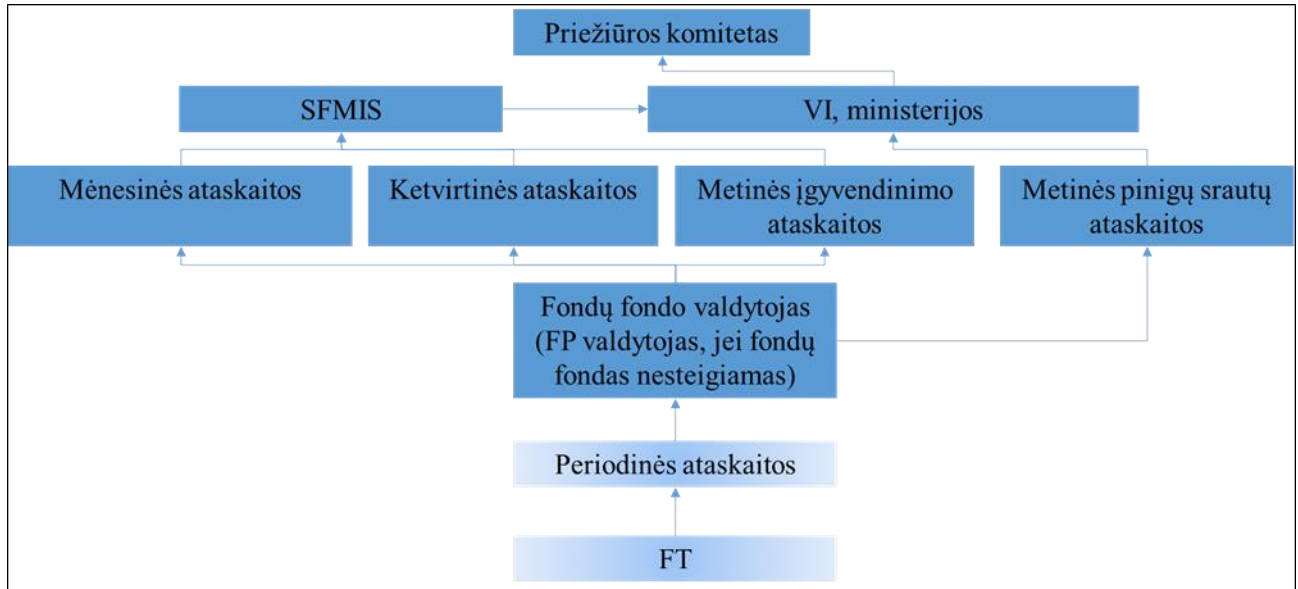 Priežiūros komitetas
SFMIS
VI, ministerijos
Mėnesinės ataskaitos
Ketvirtinės ataskaitos
Metinės įgyvendinimo
ataskaitos
Metinės pinigų srautų
ataskaitos
Fondų fondo valdytojas
(FP valdytojas, jei fondų
fondas nesteigiamas)
Periodinės ataskaitos
FT